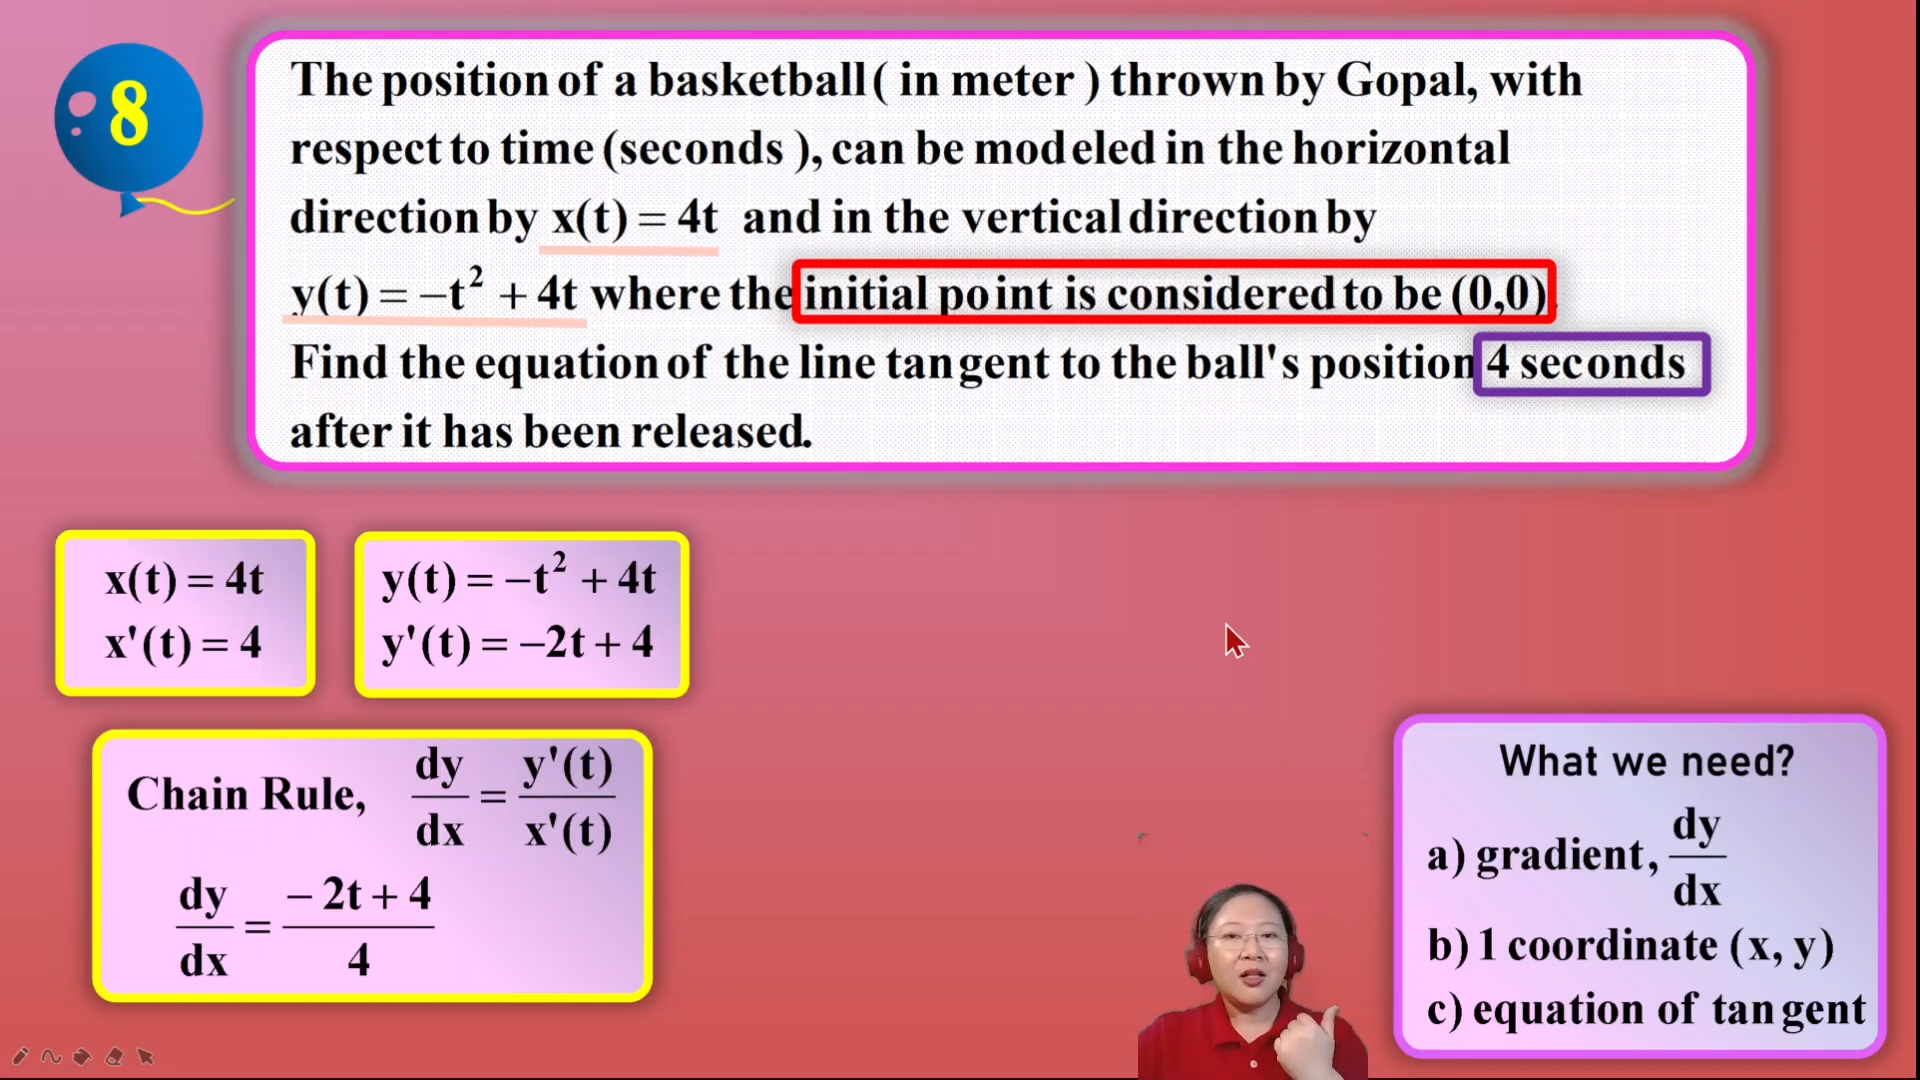 8
The position of a basketball ( in meter ) thrown by Gopal, with
respect to time (seconds ), can be modeled in the horizontal
direction by x(t) = 4t and in the vertical direction by
y(t) = −t² + 4t where the initial point is considered to be (0,0).
Find the equation of the line tangent to the ball's position 4 seconds
after it has been released.
x(t) = 4t
x'(t) = 4
y(t) = −t² + 4t
y'(t) = −2t + 4
Chain Rule, dy/dx = y'(t)/x'(t)
dy/dx = − 2t + 4/4
What we need?
a) gradient, dy/dx
b) 1 coordinate (x, y)
c) equation of tangent